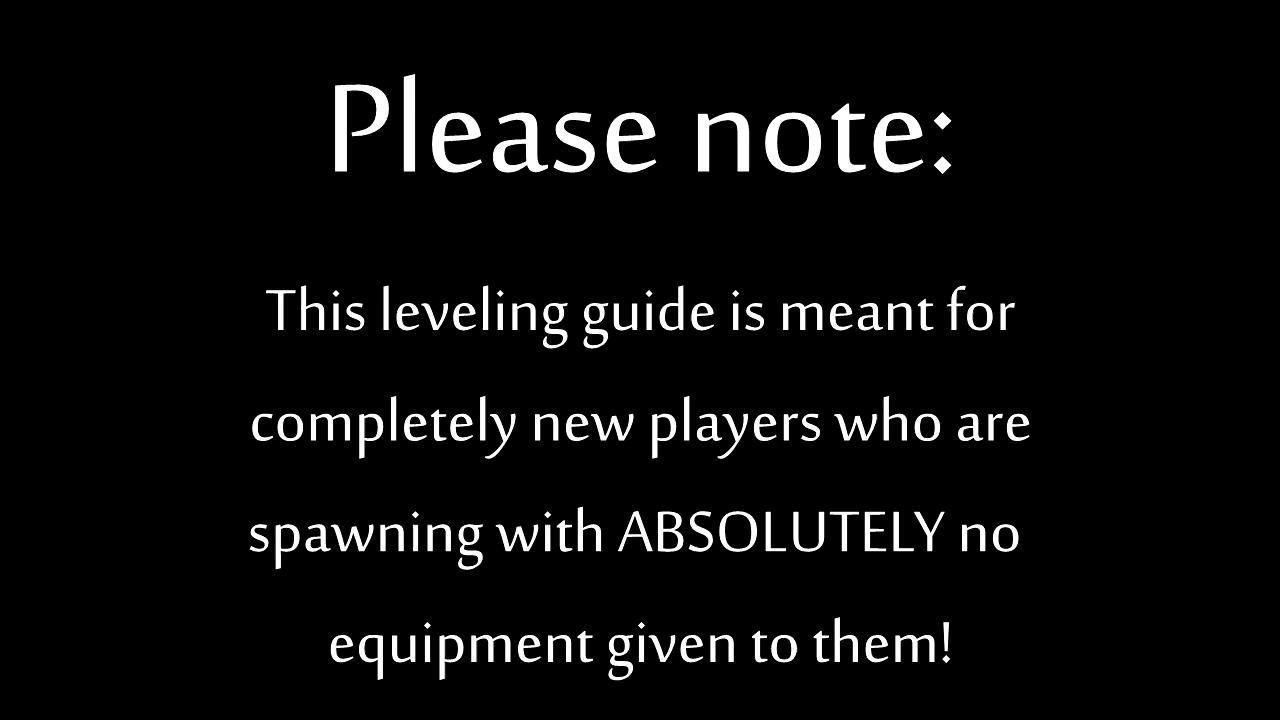 Please note:
This leveling guide is meant for
completely new players who are
spawning with ABSOLUTELY no
equipment given to them!